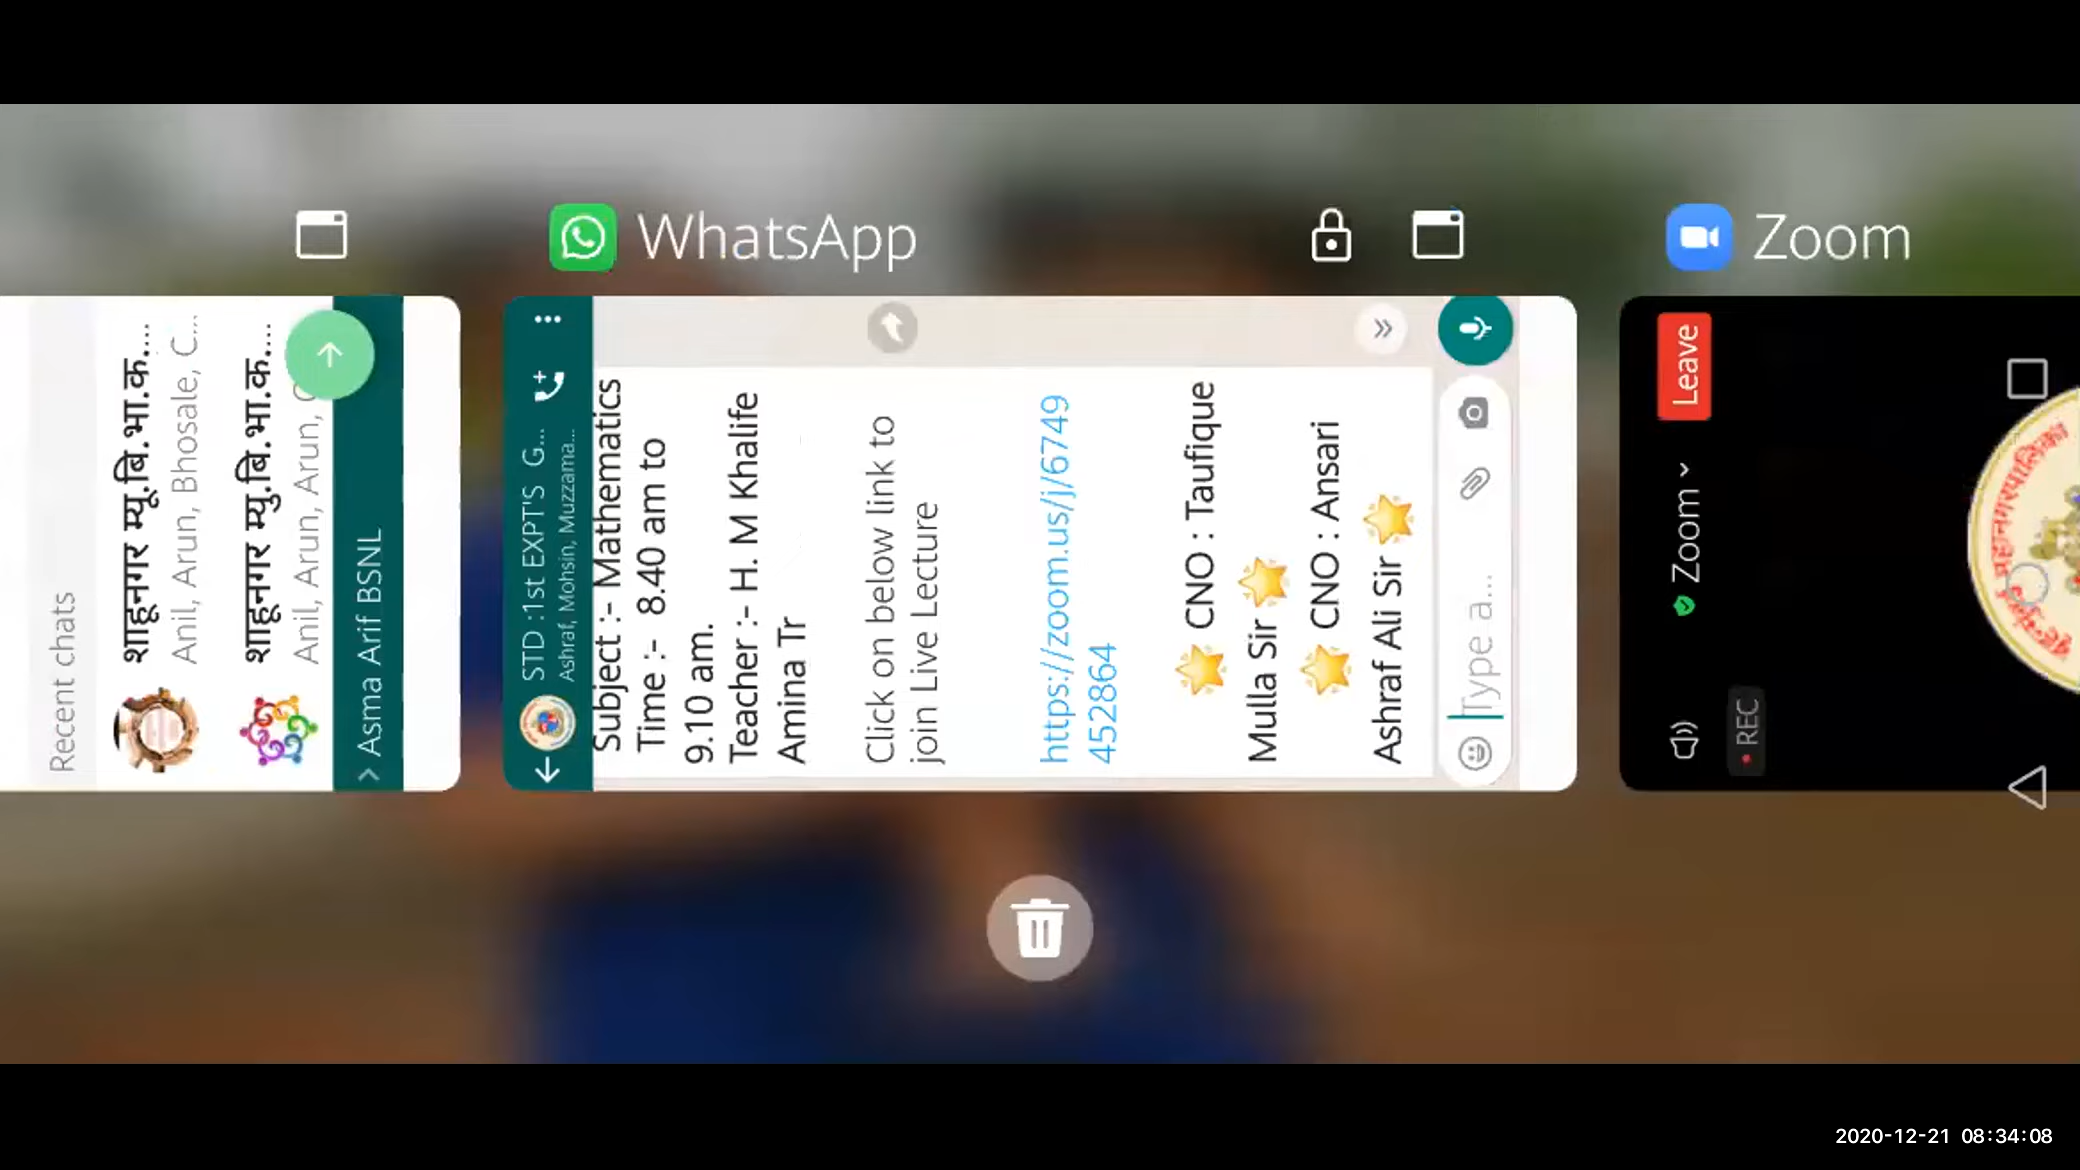 Recent chats
शाहूनगर म्यू.बि.भा.क....
Anil, Arun, Bhosale, C...
शाहूनगर म्यु.बि.भा.क....
Anil, Arun, Arun,
> Asma Arif BSNL
WhatsApp
STD :1st EXPT'S G...
Ashraf, Mohsin, Muzzama...
Subject :- Mathematics
Time :- 8.40 am to
9.10 am.
Teacher :- H. M Khalife
Amina Tr
Click on below link to
join Live Lecture
https://zoom.us/j/6749
452864
🌟 CNO : Taufique
Mulla Sir 🌟
🌟 CNO : Ansari
Ashraf Ali Sir 🌟
Type a...
Zoom
Leave
Zoom
REC
महानगरपालिका
2020-12-21 08:34:08